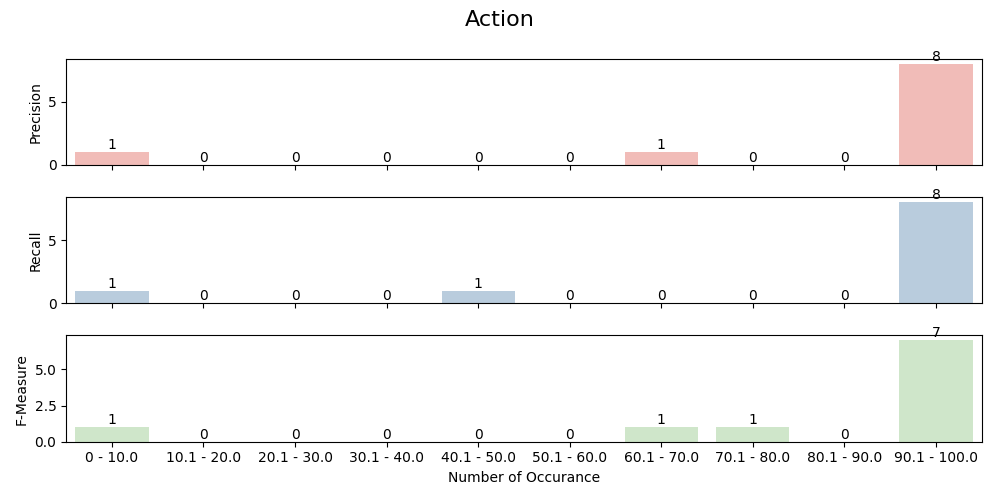 Action
Precision
5
0
1 0 0 0 0 0 1 0 0 8
Recall
5
0
1 0 0 0 1 0 0 0 0 8
F-Measure
5.0
2.5
0.0
1 0 0 0 0 0 1 1 0 7
0 - 10.0 10.1 - 20.0 20.1 - 30.0 30.1 - 40.0 40.1 - 50.0 50.1 - 60.0 60.1 - 70.0 70.1 - 80.0 80.1 - 90.0 90.1 - 100.0
Number of Occurance